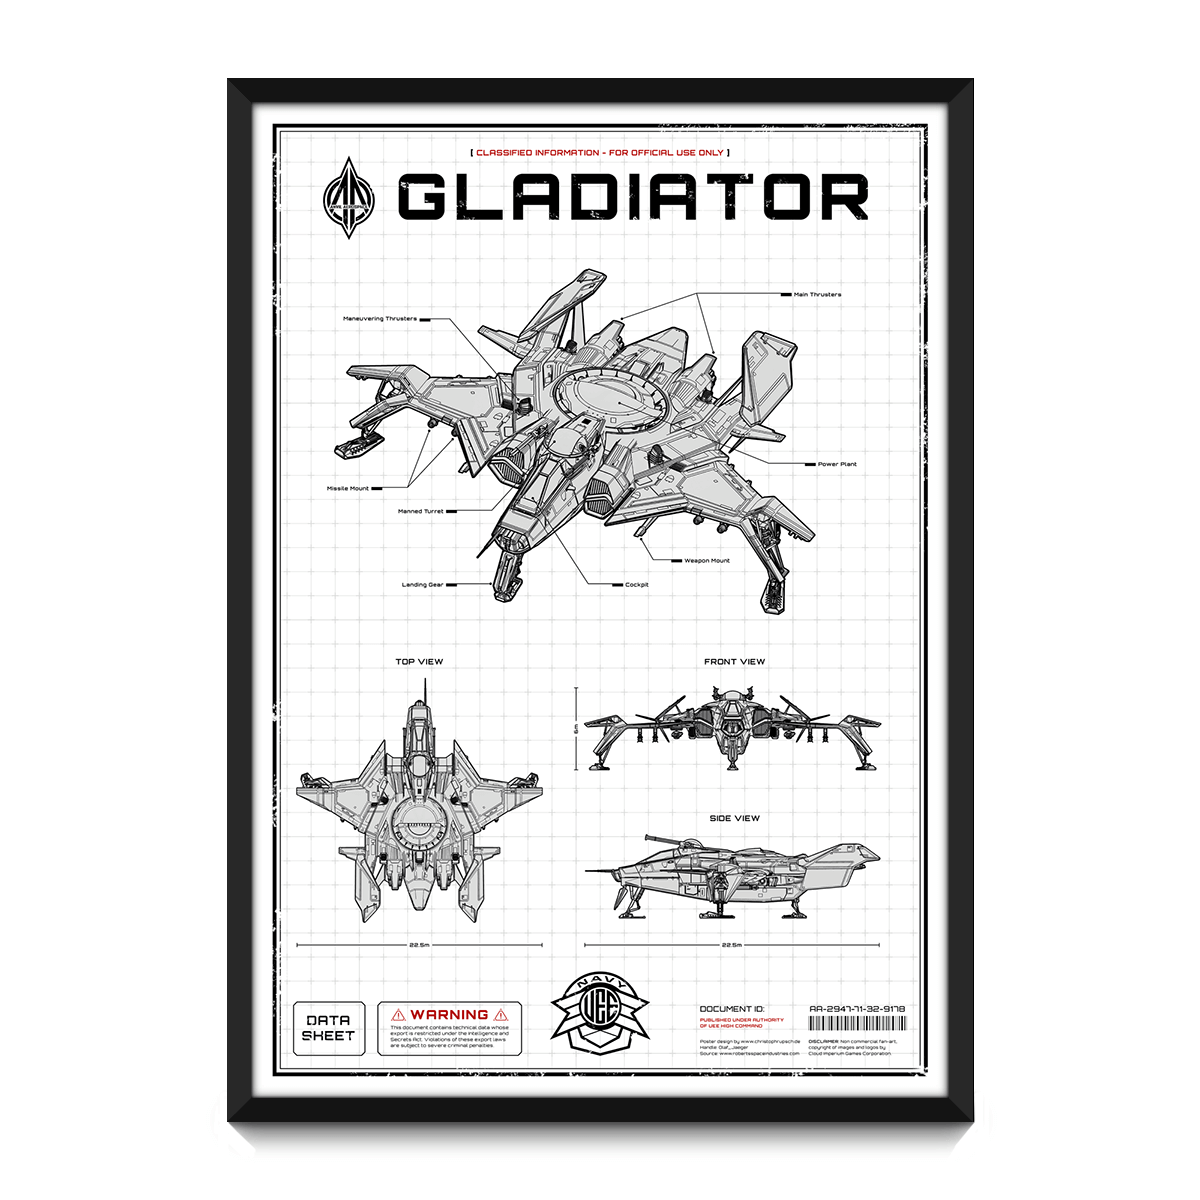 [ CLASSIFIED INFORMATION - FOR OFFICIAL USE ONLY ]
ANVIL AEROSPACE
GLADIATOR
Main Thrusters
Maneuvering Thrusters
Power Plant
Missile Mount
Manned Turret
Weapon Mount
Landing Gear
Cockpit
TOP VIEW
FRONT VIEW
6m
SIDE VIEW
22.5m
22.5m
DATA
SHEET
WARNING
This document contains technical data whose
export is restricted under the Intelligence and
Secrets Act. Violations of these export laws
are subject to severe criminal penalties.
NAVY
UEE
DOCUMENT ID:
AA-2947-71-32-9178
PUBLISHED UNDER AUTHORITY
OF UEE HIGH COMMAND
Poster design by www.christophrupsch.de
Handle: Olaf_Jaeger
Source: www.robertsspaceindustries.com
DISCLAIMER: Non commercial fan-art,
copyright of images and logos by
Cloud Imperium Games Corporation.